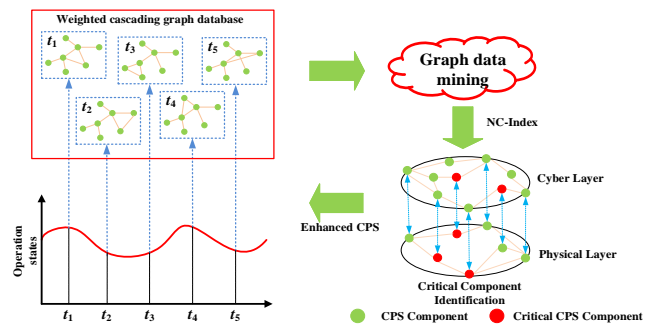 Weighted cascading graph database
t1
t3
t5
t2
t4
Graph data
mining
NC-Index
Cyber Layer
Enhanced CPS
Physical Layer
Operation
states
Critical Component
Identification
t1
t2
t3
t4
t5
CPS Component
Critical CPS Component